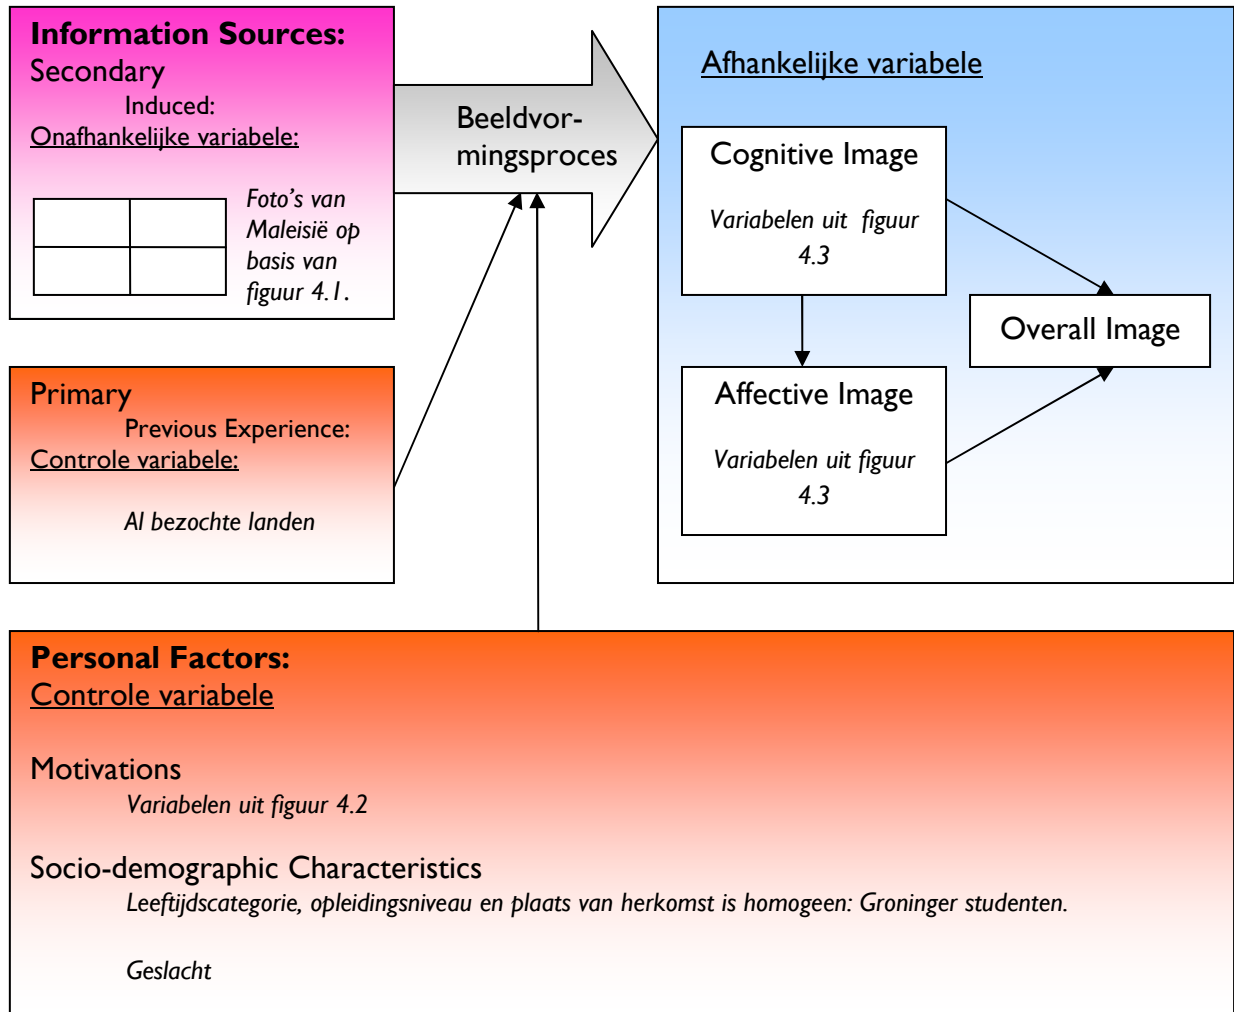 Information Sources:
Secondary
Induced:
Onafhankelijke variabele:
Foto's van
Maleisië op
basis van
figuur 4.1.
Beeldvor-
mingsproces
Afhankelijke variabele
Cognitive Image
Variabelen uit figuur
4.3
Overall Image
Affective Image
Variabelen uit figuur
4.3
Primary
Previous Experience:
Controle variabele:
Al bezochte landen
Personal Factors:
Controle variabele
Motivations
Variabelen uit figuur 4.2
Socio-demographic Characteristics
Leeftijdscategorie, opleidingsniveau en plaats van herkomst is homogeen: Groninger studenten.
Geslacht